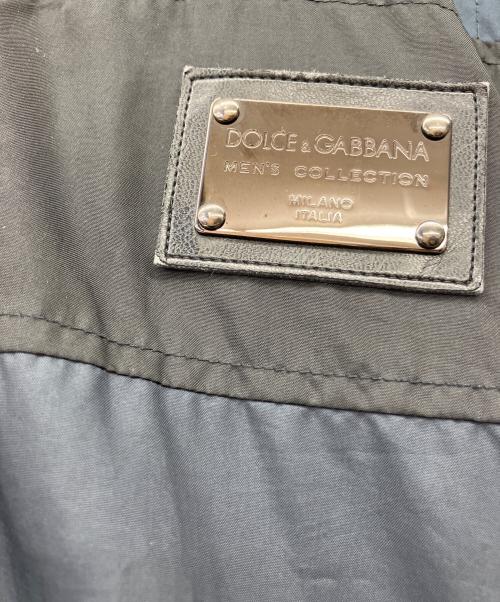 DOLCE & GABBANA
MEN'S COLLECTION
MILANO
ITALIA